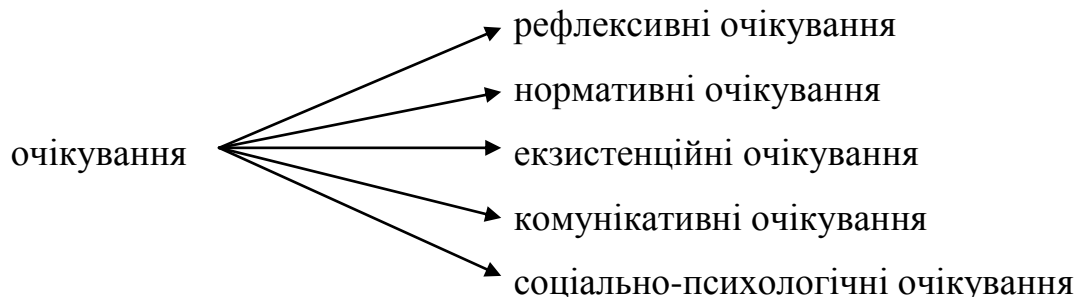 рефлексивні очікування
нормативні очікування
очікування
екзистенційні очікування
комунікативні очікування
соціально-психологічні очікування